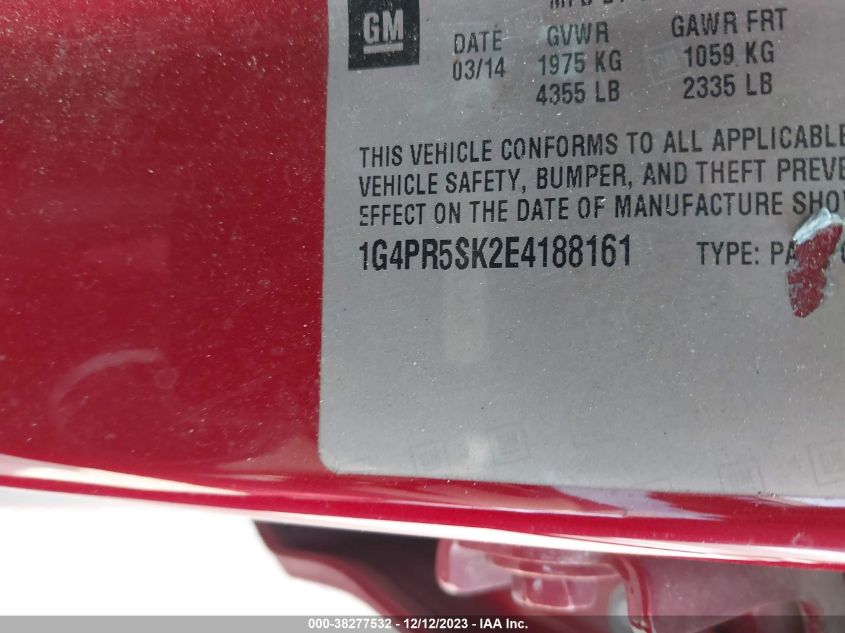 GM
DATE GVWR GAWR FRT
03/14 1975 KG 1059 KG
4355 LB 2335 LB
THIS VEHICLE CONFORMS TO ALL APPLICABLE
VEHICLE SAFETY, BUMPER, AND THEFT PREVE
EFFECT ON THE DATE OF MANUFACTURE SHO
1G4PR5SK2E4188161 TYPE: PA
000-38277532 - 12/12/2023 - IAA Inc.